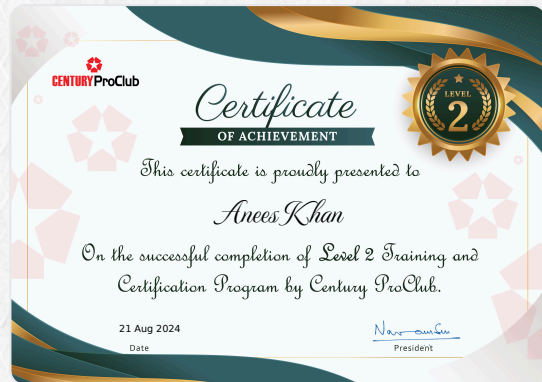 CENTURY ProClub
Certificate
OF ACHIEVEMENT
LEVEL
2
This certificate is proudly presented to
Anees Khan
On the successful completion of Level 2 Training and
Certification Program by Century ProClub.
21 Aug 2024
Date
President